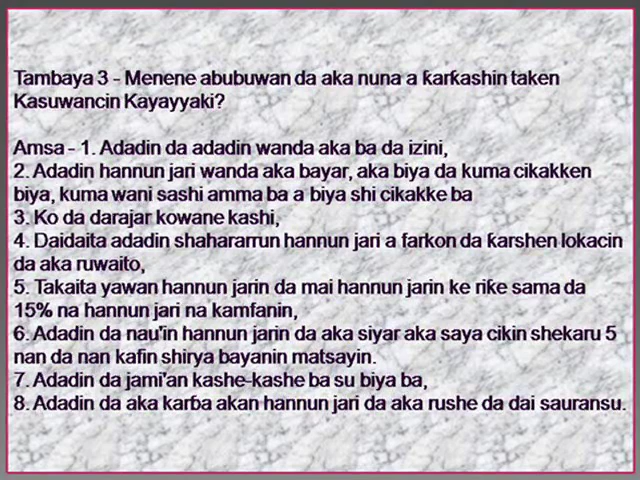 Tambaya 3 - Menene abubuwan da aka nuna a ƙarƙashin taken
Kasuwancin Kayayyaki?
Amsa - 1. Adadin da adadin wanda aka ba da izini,
2. Adadin hannun jari wanda aka bayar, aka biya da kuma cikakken
biya, kuma wani sashi amma ba a biya shi cikakke ba
3. Ko da darajar kowane kashi,
4. Daidaita adadin shahararrun hannun jari a farkon da ƙarshen lokacin
da aka ruwaito,
5. Takaita yawan hannun jarin da mai hannun jarin ke riƙe sama da
15% na hannun jari na kamfanin,
6. Adadin da nau'in hannun jarin da aka siyar aka saya cikin shekaru 5
nan da nan kafin shirya bayanin matsayin.
7. Adadin da jami'an kashe-kashe ba su biya ba,
8. Adadin da aka karɓa akan hannun jari da aka rushe da dai sauransu.